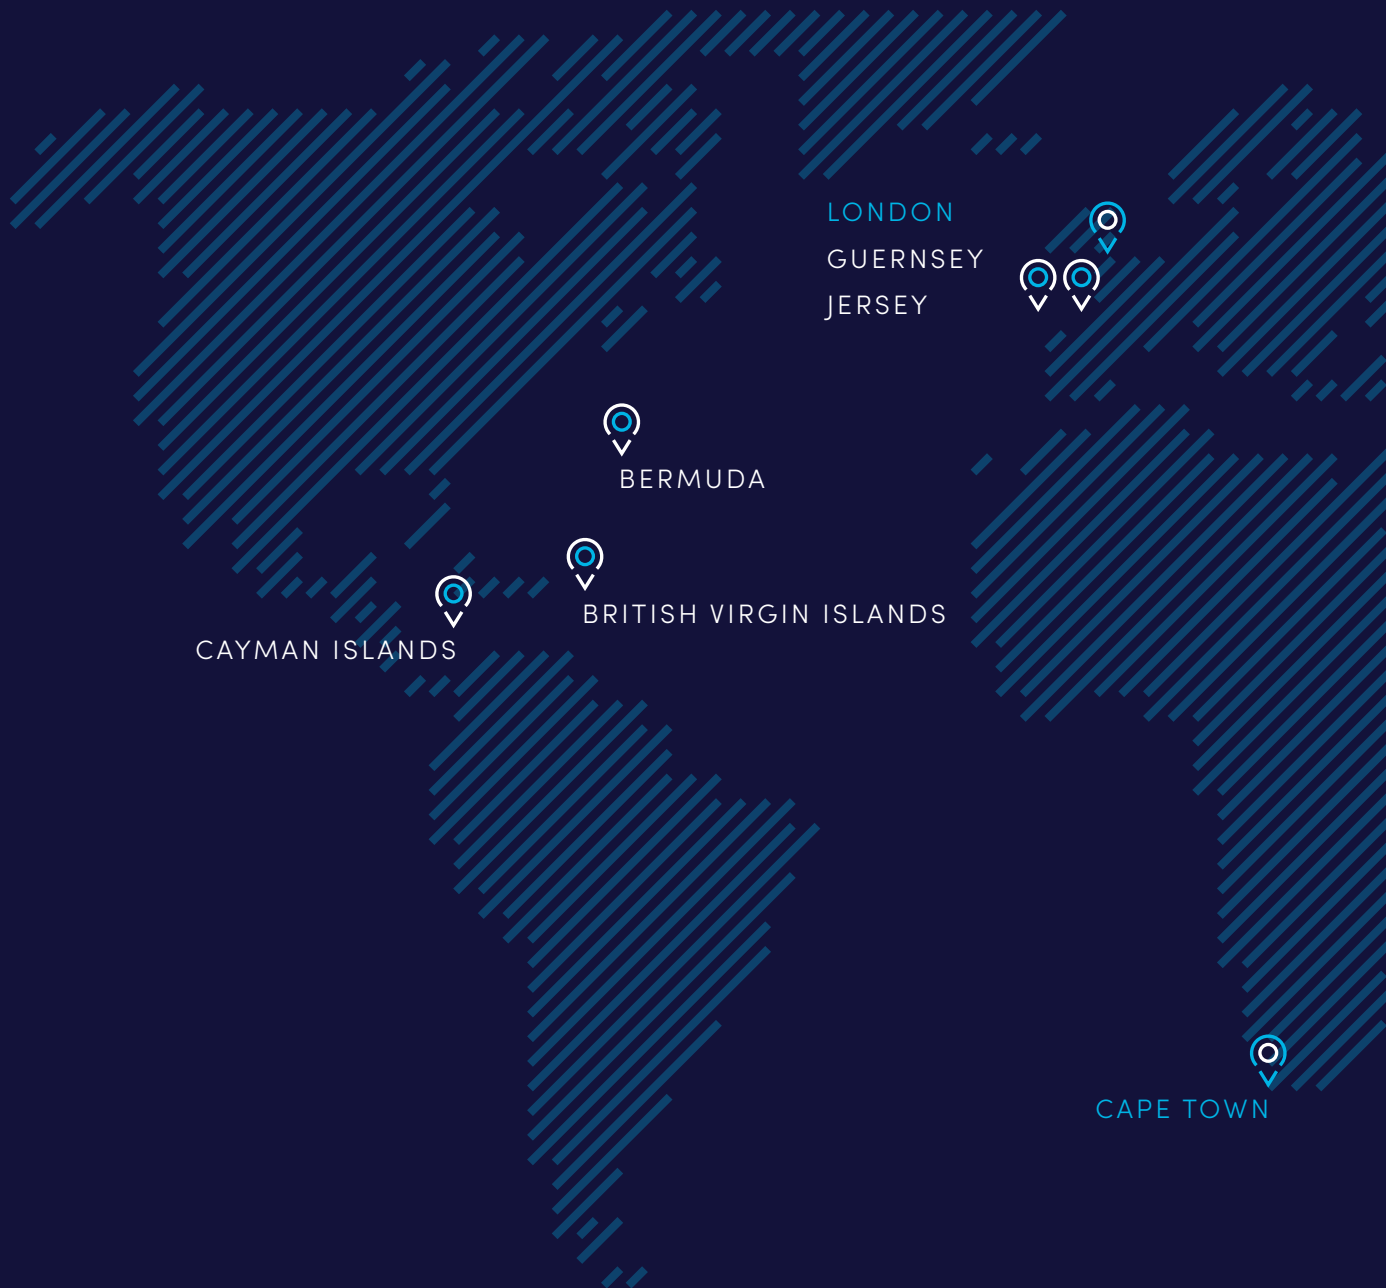 LONDON
GUERNSEY
JERSEY
BERMUDA
BRITISH VIRGIN ISLANDS
CAYMAN ISLANDS
CAPE TOWN